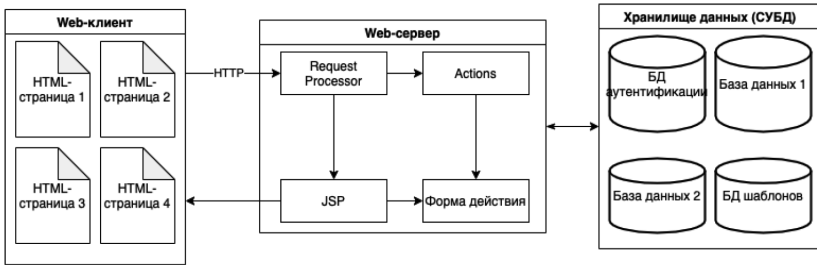 Web-клиент
HTML-
страница 1
HTML-
страница 2
HTML-
страница 3
HTML-
страница 4
HTTP
Web-сервер
Request
Processor
Actions
JSP
Форма действия
Хранилище данных (СУБД)
БД
аутентификации
База данных 1
База данных 2
БД шаблонов